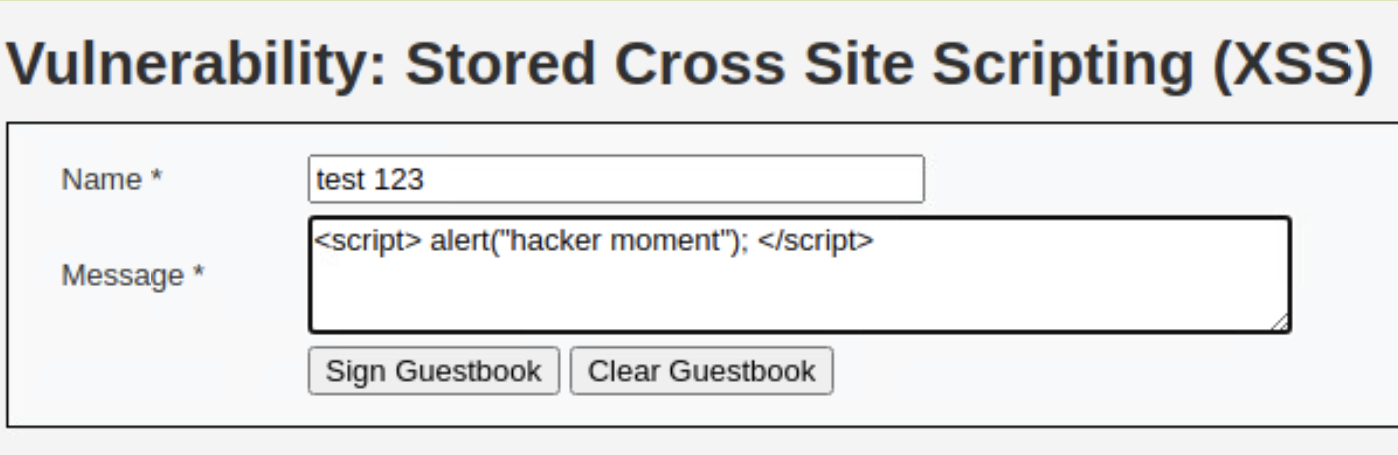 Vulnerability: Stored Cross Site Scripting (XSS)
Name * test 123
Message * <script> alert("hacker moment"); </script>
Sign Guestbook Clear Guestbook